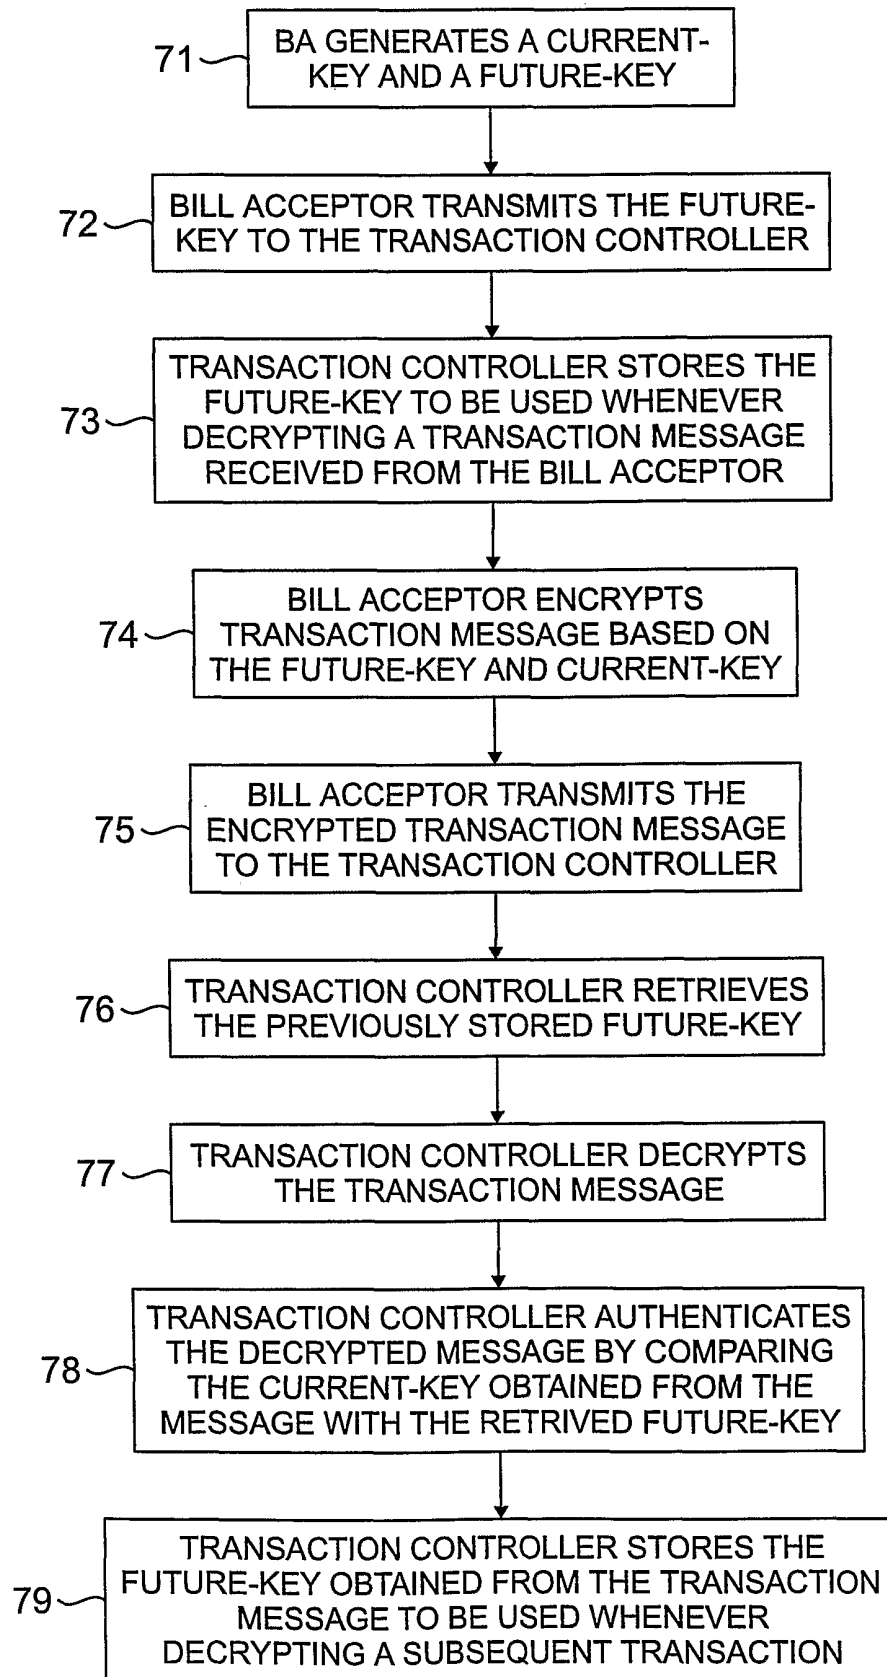 71
BA GENERATES A CURRENT-
KEY AND A FUTURE-KEY
72
BILL ACCEPTOR TRANSMITS THE FUTURE-
KEY TO THE TRANSACTION CONTROLLER
73
TRANSACTION CONTROLLER STORES THE
FUTURE-KEY TO BE USED WHENEVER
DECRYPTING A TRANSACTION MESSAGE
RECEIVED FROM THE BILL ACCEPTOR
74
BILL ACCEPTOR ENCRYPTS
TRANSACTION MESSAGE BASED ON
THE FUTURE-KEY AND CURRENT-KEY
75
BILL ACCEPTOR TRANSMITS THE
ENCRYPTED TRANSACTION MESSAGE
TO THE TRANSACTION CONTROLLER
76
TRANSACTION CONTROLLER RETRIEVES
THE PREVIOUSLY STORED FUTURE-KEY
77
TRANSACTION CONTROLLER DECRYPTS
THE TRANSACTION MESSAGE
78
TRANSACTION CONTROLLER AUTHENTICATES
THE DECRYPTED MESSAGE BY COMPARING
THE CURRENT-KEY OBTAINED FROM THE
MESSAGE WITH THE RETRIVED FUTURE-KEY
79
TRANSACTION CONTROLLER STORES THE
FUTURE-KEY OBTAINED FROM THE TRANSACTION
MESSAGE TO BE USED WHENEVER
DECRYPTING A SUBSEQUENT TRANSACTION